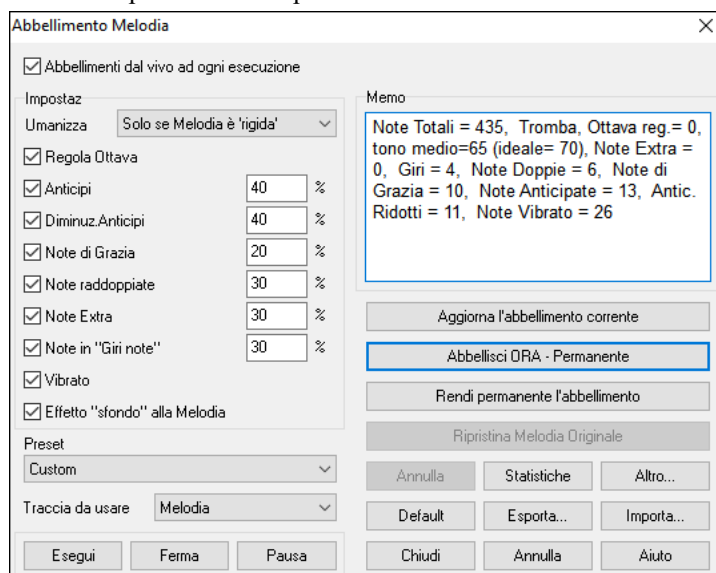 Abbellimento Melodia
Abbellimenti dal vivo ad ogni esecuzione
Impostaz
Umanizza Solo se Melodia è 'rigida'
Regola Ottava
Anticipi 40 %
Diminuz.Anticipi 40 %
Note di Grazia 20 %
Note raddoppiate 30 %
Note Extra 30 %
Note in "Giri note" 30 %
Vibrato
Effetto "sfondo" alla Melodia
Preset
Custom
Traccia da usare Melodia
Esegui Ferma Pausa
Memo
Note Totali = 435, Tromba, Ottava reg.= 0,
tono medio=65 (ideale= 70), Note Extra =
0, Giri = 4, Note Doppie = 6, Note di
Grazia = 10, Note Anticipate = 13, Antic.
Ridotti = 11, Note Vibrato = 26
Aggiorna l'abbellimento corrente
Abbellisci ORA - Permanente
Rendi permanente l'abbellimento
Ripristina Melodia Originale
Annulla Statistiche Altro...
Default Esporta... Importa...
Chiudi Annulla Aiuto